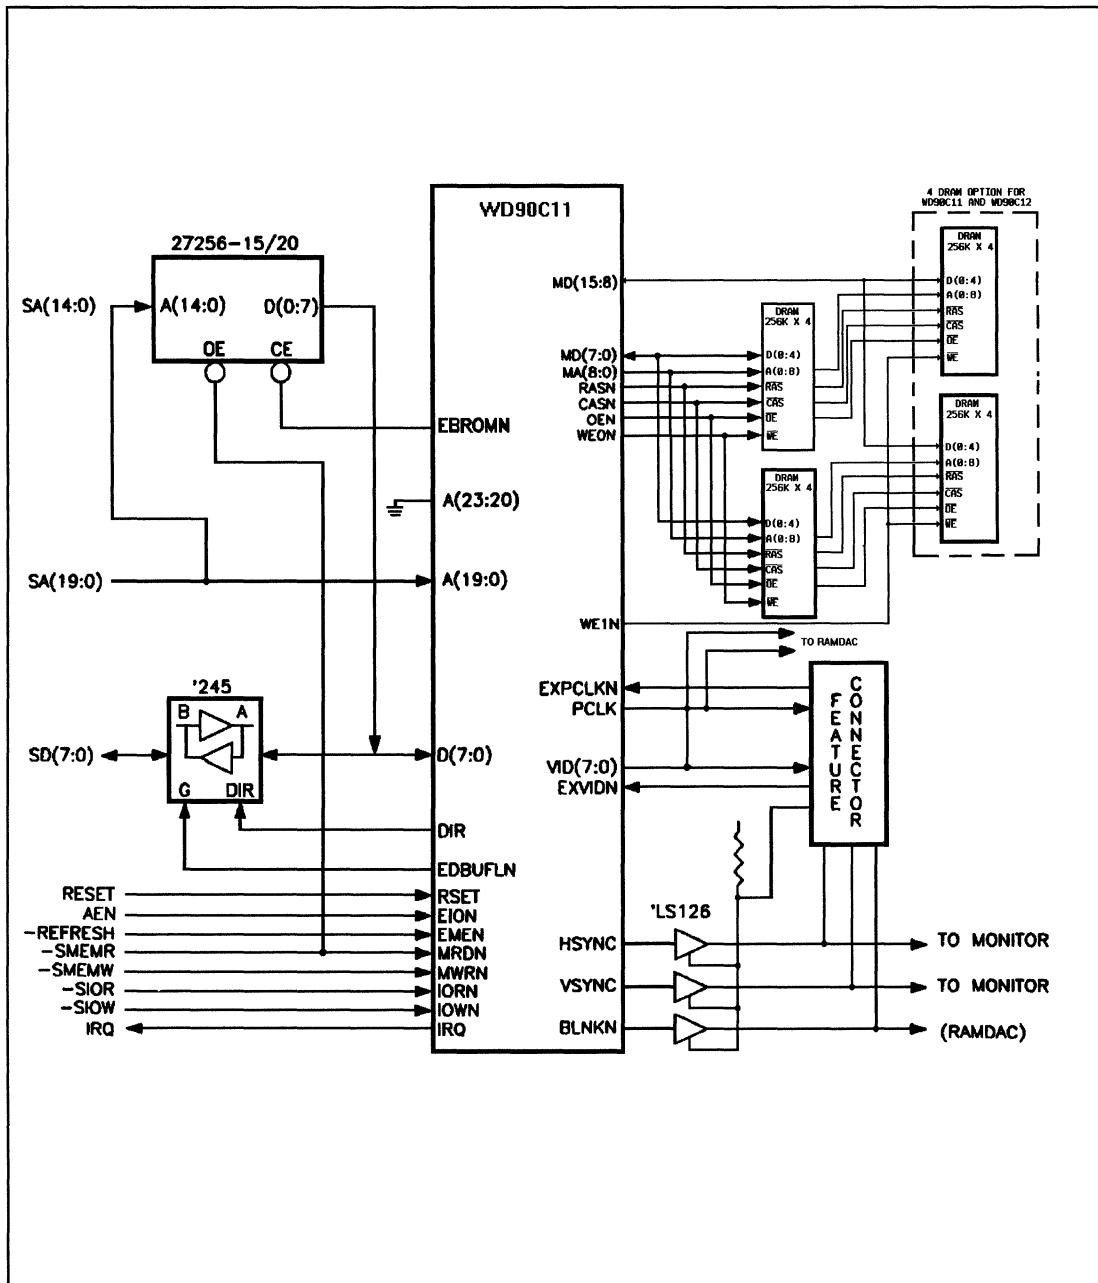 WD90C11
4 DRAM OPTION FOR
WD90C11 AND WD90C12
27256-15/20
SA(14:0)
A(14:0)
D(0:7)
OE
CE
EBROMN
A(23:20)
SA(19:0)
A(19:0)
'245
B
A
G
DIR
SD(7:0)
D(7:0)
DIR
EDBUFLN
RESET
RSET
AEN
EION
-REFRESH
EMEN
-SMEMR
MRDN
-SMEMW
MWRN
-SIOR
IORN
-SIOW
IOWN
IRQ
IRQ
MD(15:8)
MD(7:0)
MA(8:0)
RASN
CASN
OEN
WE0N
DRAM
256K X 4
D(0:4)
A(0:8)
RAS
CAS
OE
WE
DRAM
256K X 4
D(0:4)
A(0:8)
RAS
CAS
OE
WE
DRAM
256K X 4
D(0:4)
A(0:8)
RAS
CAS
OE
WE
DRAM
256K X 4
D(0:4)
A(0:8)
RAS
CAS
OE
WE
WE1N
TO RAMDAC
EXPCLKN
PCLK
VID(7:0)
EXVIDN
FEATURE
CONNECTOR
'LS126
HSYNC
TO MONITOR
VSYNC
TO MONITOR
BLNKN
(RAMDAC)